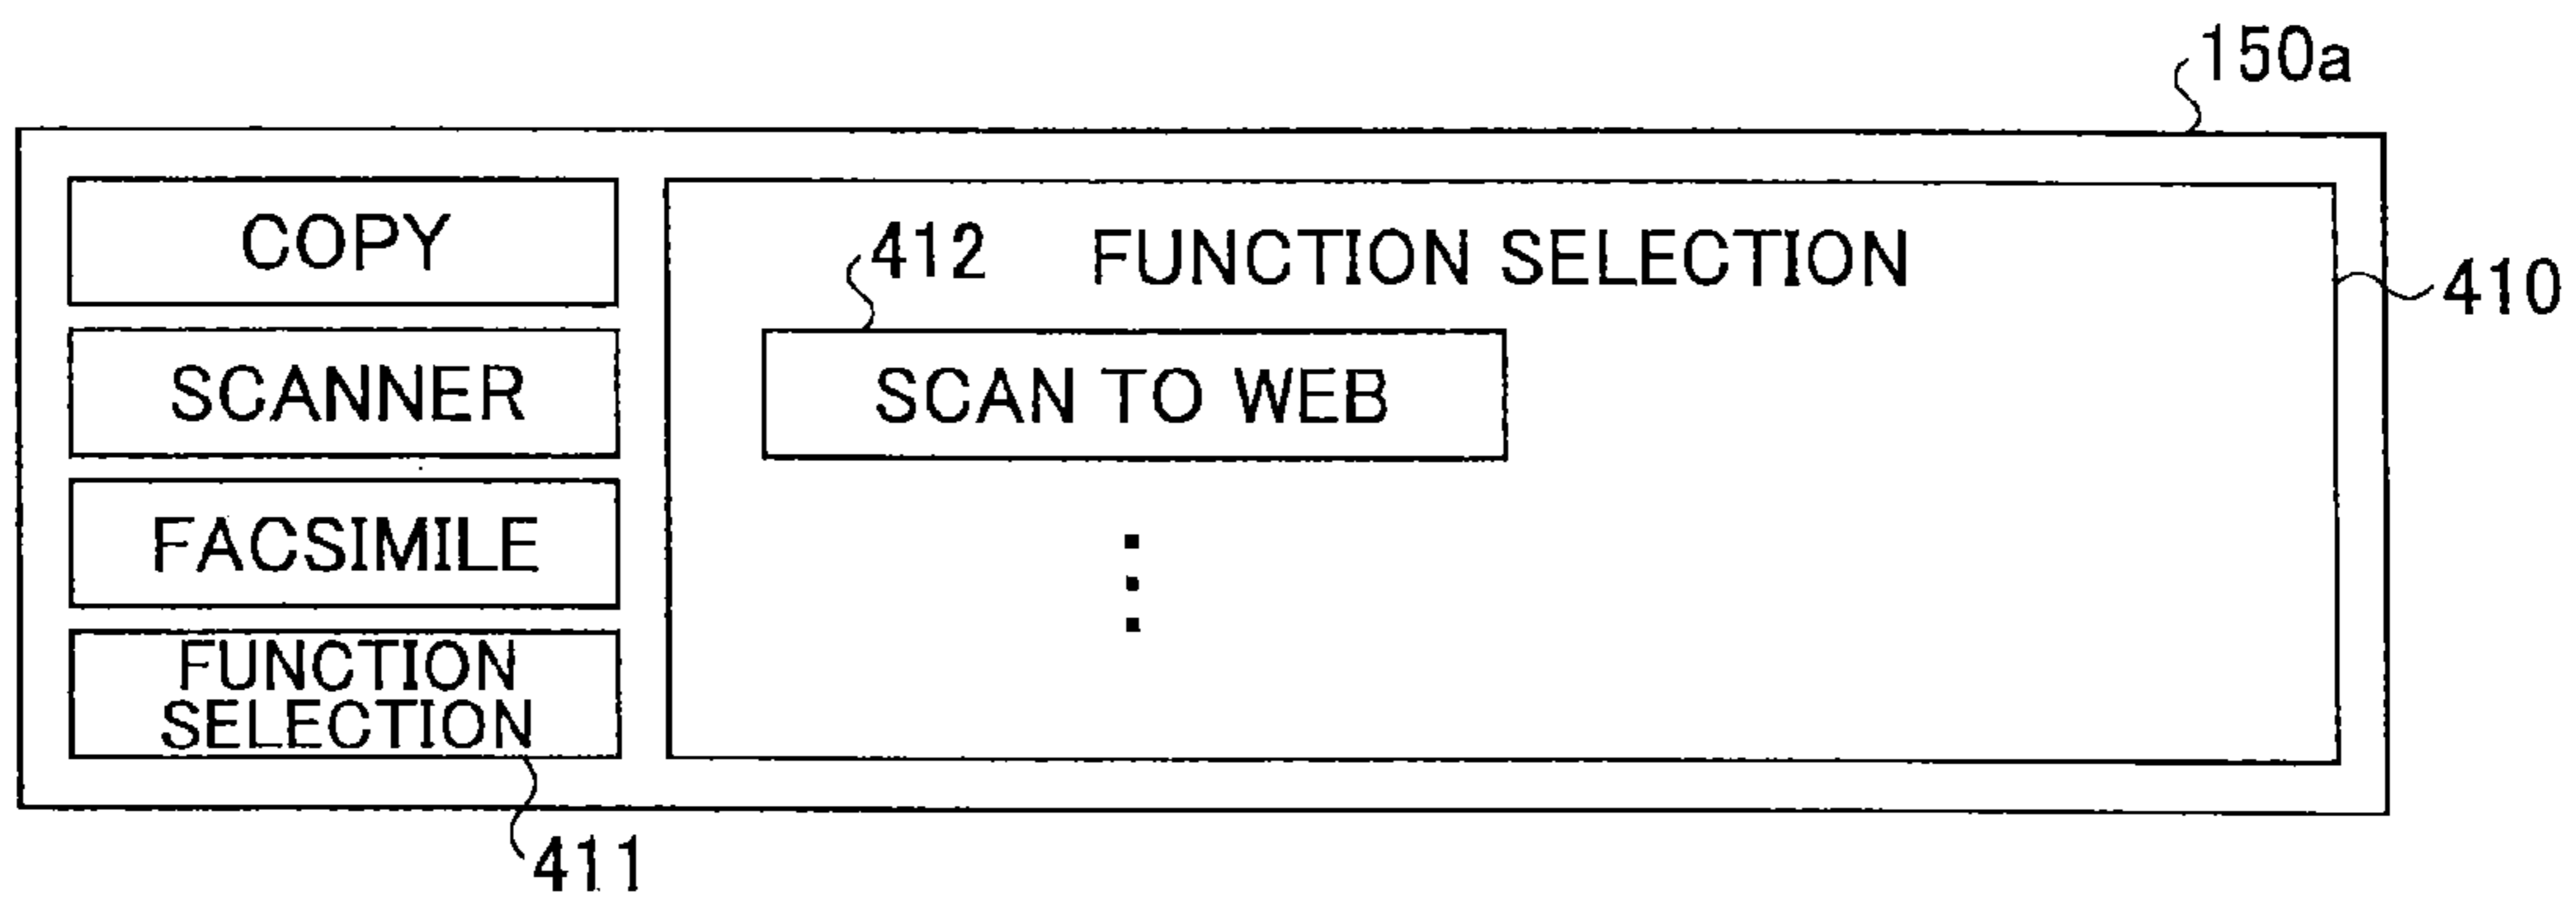 150a
COPY
SCANNER
FACSIMILE
FUNCTION
SELECTION
411
412
FUNCTION SELECTION
410
SCAN TO WEB